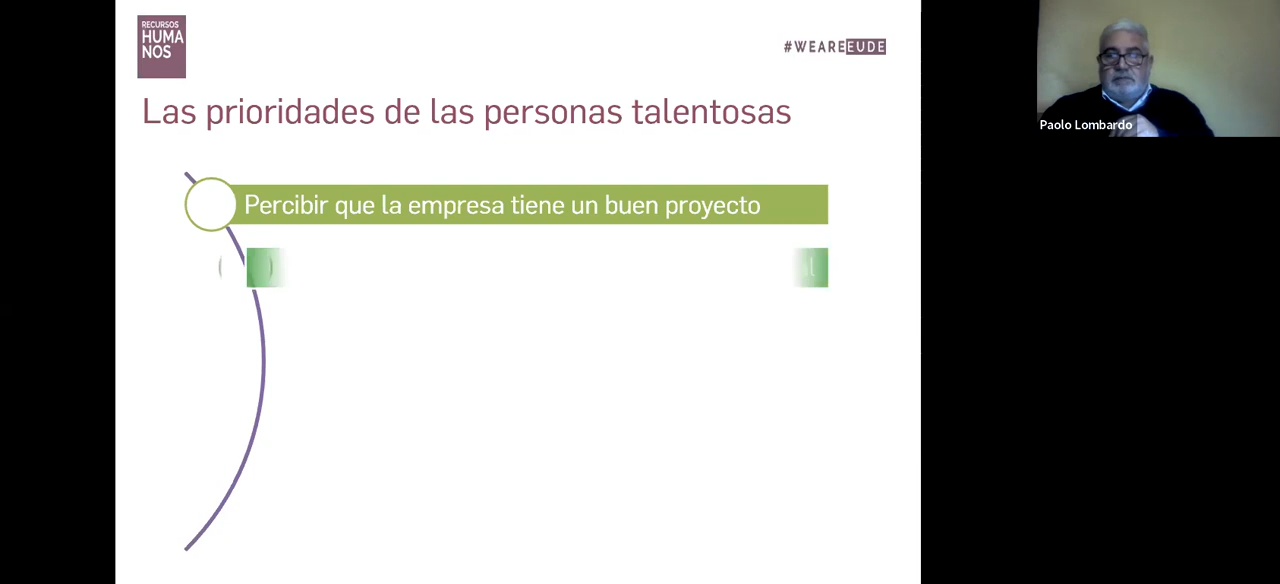 RECURSOS
HUMA
NOS
#WEAREEUDE
Las prioridades de las personas talentosas
Percibir que la empresa tiene un buen proyecto
Paolo Lombardo